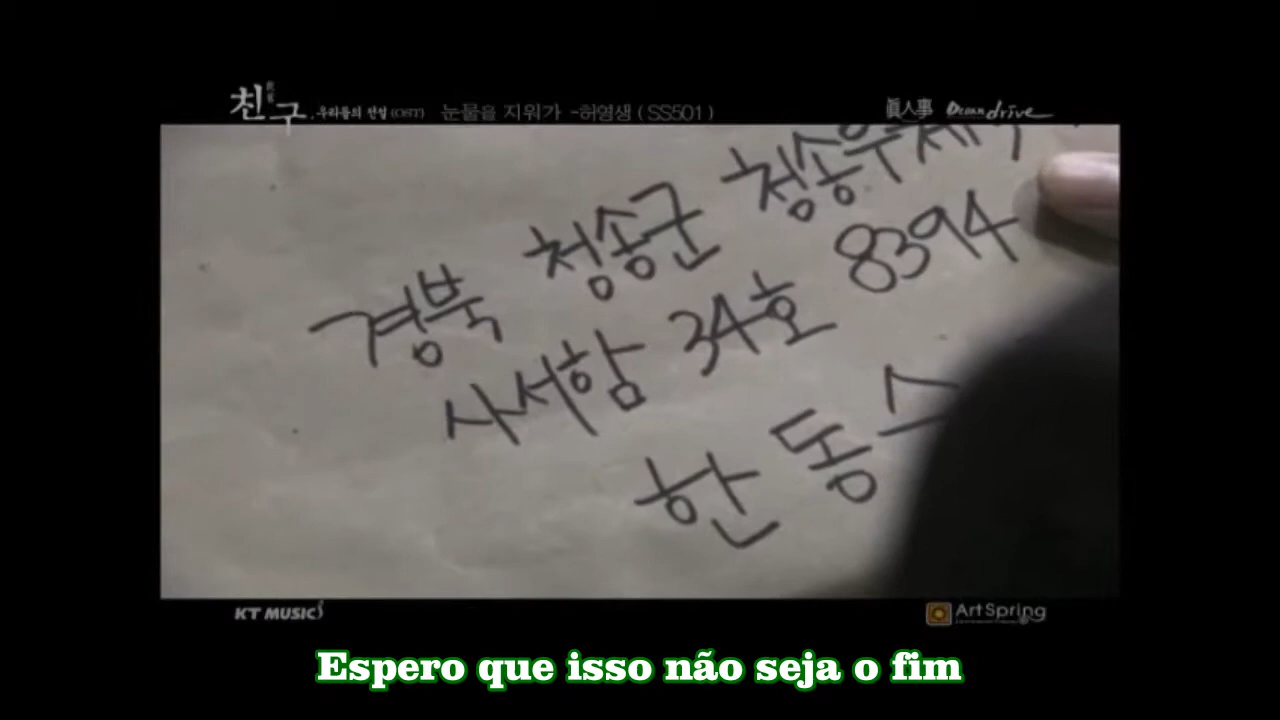 친구, 우리들의 전설 (OST) 눈물을 지워가 -허영생 ( SS501 )
眞人事 Ocean drive
경북 청송군 청송우체
사서함 34호 8394
한동수
KT MUSIC
ArtSpring
Espero que isso não seja o fim